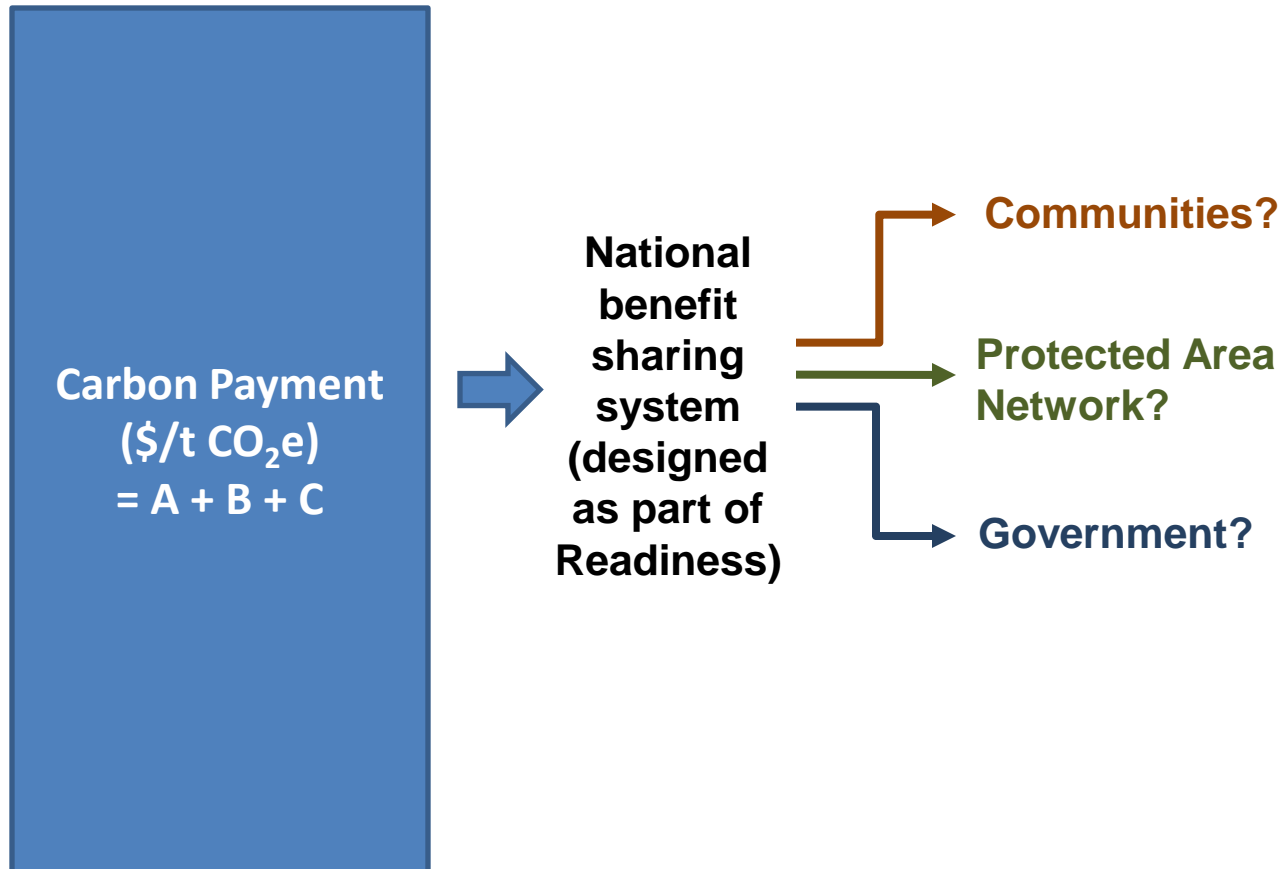 Carbon Payment
($/t CO₂e)
= A + B + C
National
benefit
sharing
system
(designed
as part of
Readiness)
Communities?
Protected Area
Network?
Government?